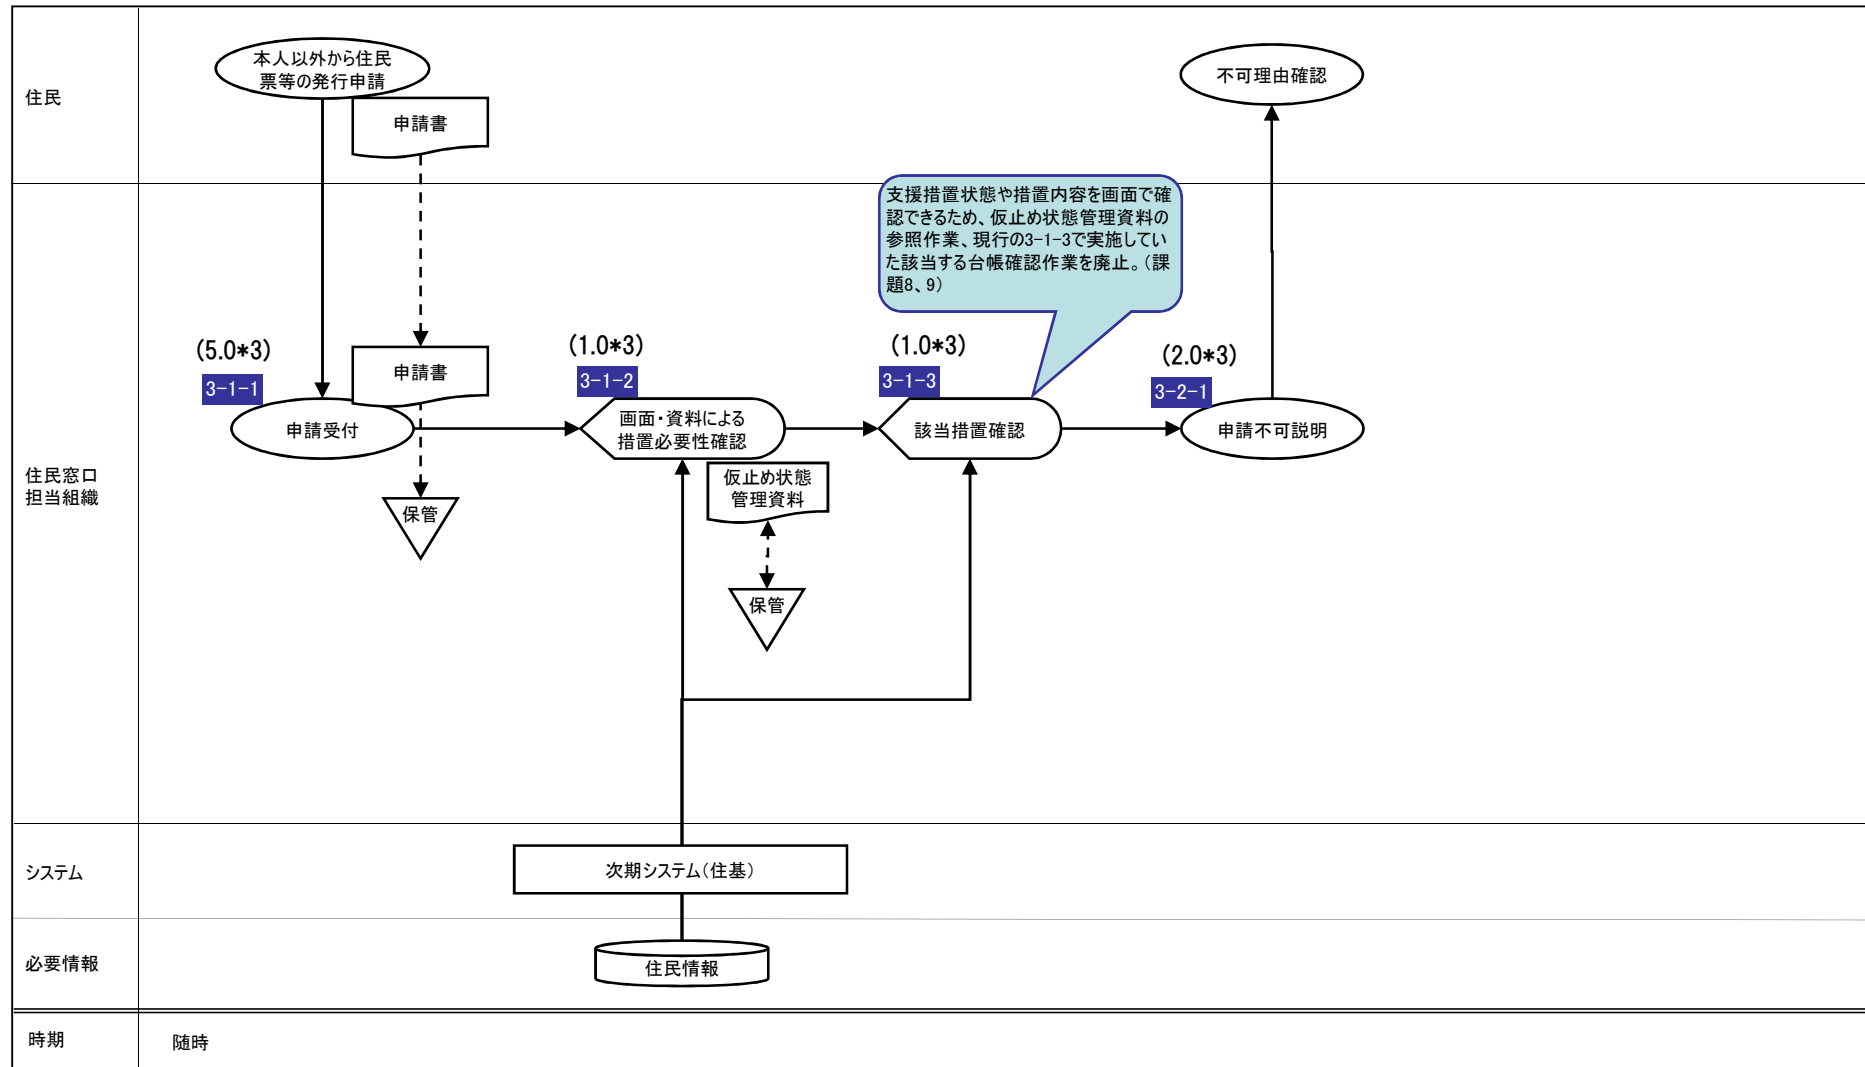 住民
本人以外から住民
票等の発行申請
申請書
不可理由確認
住民窓口
担当組織
支援措置状態や措置内容を画面で確
認できるため、仮止め状態管理資料の
参照作業、現行の3-1-3で実施してい
た該当する台帳確認作業を廃止。（課
題8、9）
(5.0*3)
3-1-1
申請受付
申請書
保管
(1.0*3)
3-1-2
画面・資料による
措置必要性確認
仮止め状態
管理資料
保管
(1.0*3)
3-1-3
該当措置確認
(2.0*3)
3-2-1
申請不可説明
システム
次期システム（住基）
必要情報
住民情報
時期
随時